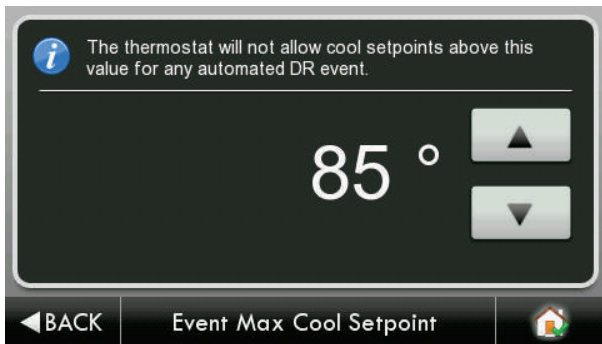 The thermostat will not allow cool setpoints above this
value for any automated DR event.
85 °
BACK
Event Max Cool Setpoint